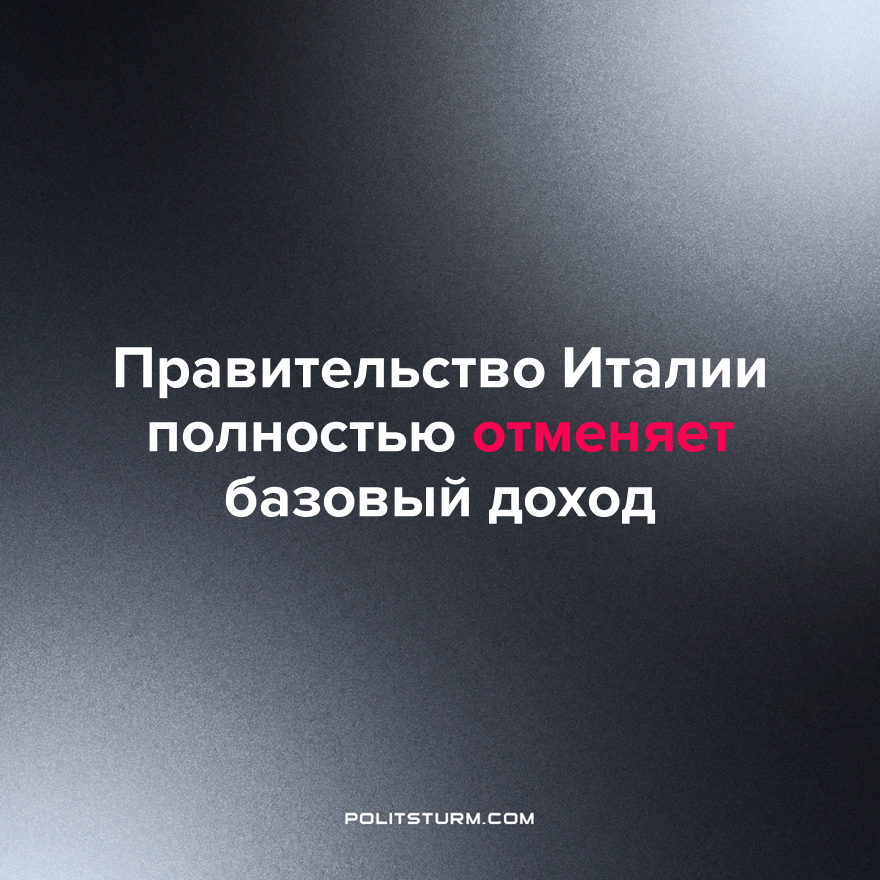 Правительство Италии
полностью отменяет
базовый доход
POLITSTURM.COM